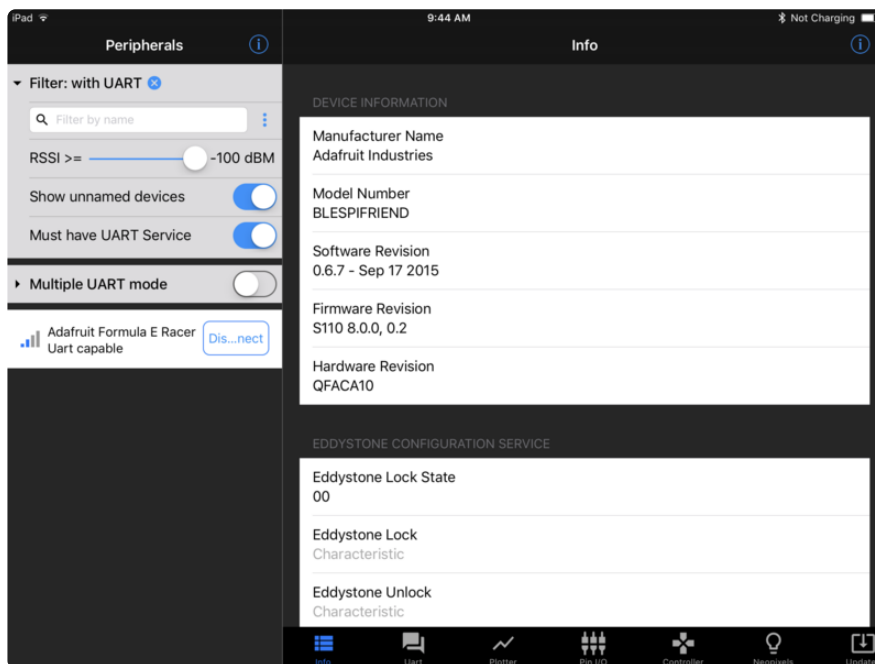 iPad 9:44 AM Not Charging
Peripherals
Info
Filter: with UART
Filter by name
RSSI >= -100 dBM
Show unnamed devices
Must have UART Service
Multiple UART mode
Adafruit Formula E Racer
Uart capable
Dis...nect
DEVICE INFORMATION
Manufacturer Name
Adafruit Industries
Model Number
BLESPIFRIEND
Software Revision
0.6.7 - Sep 17 2015
Firmware Revision
S110 8.0.0, 0.2
Hardware Revision
QFACA10
EDDYSTONE CONFIGURATION SERVICE
Eddystone Lock State
00
Eddystone Lock
Characteristic
Eddystone Unlock
Characteristic
Info Uart Plotter Pin I/O Controller Neopixels Update